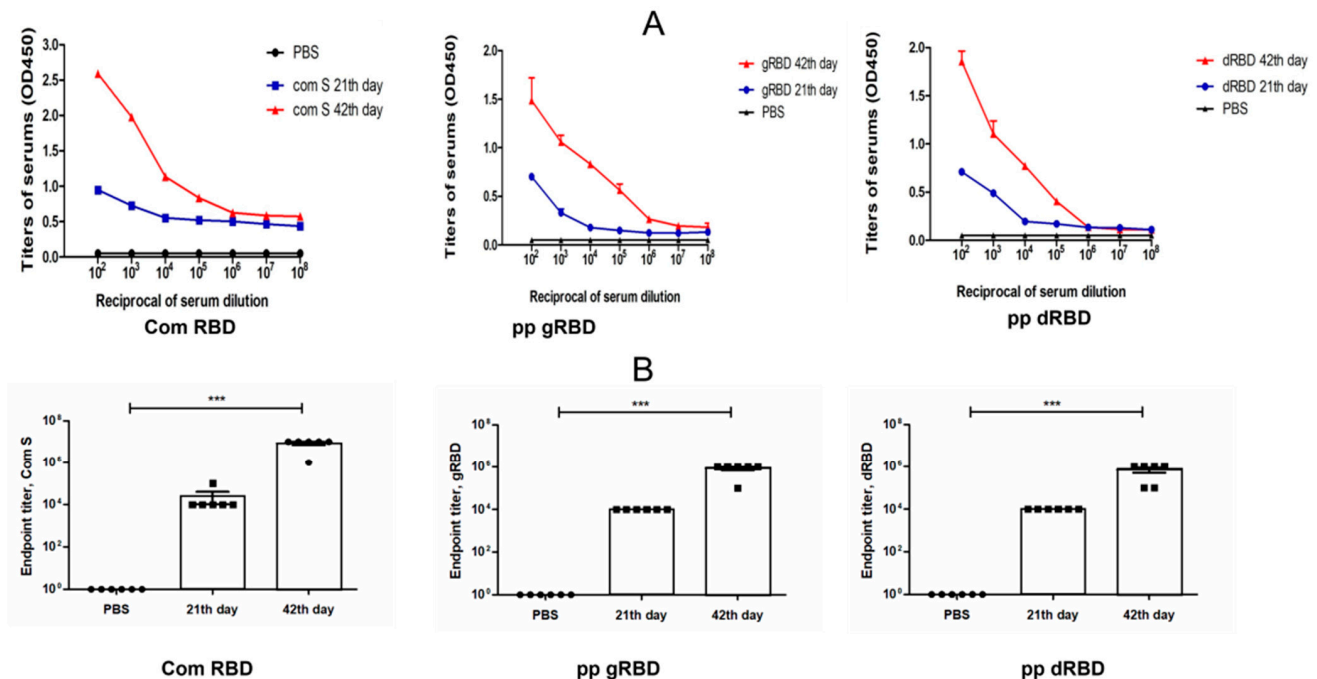 A
Titers of serums (OD450)
3.0
2.5
2.0
1.5
1.0
0.5
0.0
10² 10³ 10⁴ 10⁵ 10⁶ 10⁷ 10⁸
Reciprocal of serum dilution
PBS
com S 21th day
com S 42th day
Com RBD
Titers of serums (OD450)
2.0
1.5
1.0
0.5
0.0
10² 10³ 10⁴ 10⁵ 10⁶ 10⁷ 10⁸
Reciprocal of serum dilution
gRBD 42th day
gRBD 21th day
PBS
pp gRBD
Titers of serums (OD450)
2.0
1.5
1.0
0.5
0.0
10² 10³ 10⁴ 10⁵ 10⁶ 10⁷ 10⁸
Reciprocal of serum dilution
dRBD 42th day
dRBD 21th day
PBS
pp dRBD
B
Endpoint titer, Com S
10⁸
10⁶
10⁴
10²
10⁰
***
PBS 21th day 42th day
Com RBD
Endpoint titer, gRBD
10⁸
10⁶
10⁴
10²
10⁰
***
PBS 21th day 42th day
pp gRBD
Endpoint titer, dRBD
10⁸
10⁶
10⁴
10²
10⁰
***
PBS 21th day 42th day
pp dRBD